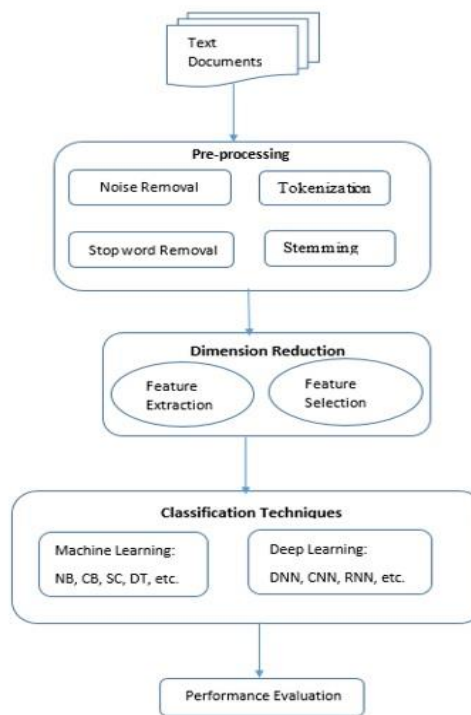 Text
Documents
Pre-processing
Noise Removal
Tokenization
Stop word Removal
Stemming
Dimension Reduction
Feature
Extraction
Feature
Selection
Classification Techniques
Machine Learning:
NB, CB, SC, DT, etc.
Deep Learning:
DNN, CNN, RNN, etc.
Performance Evaluation